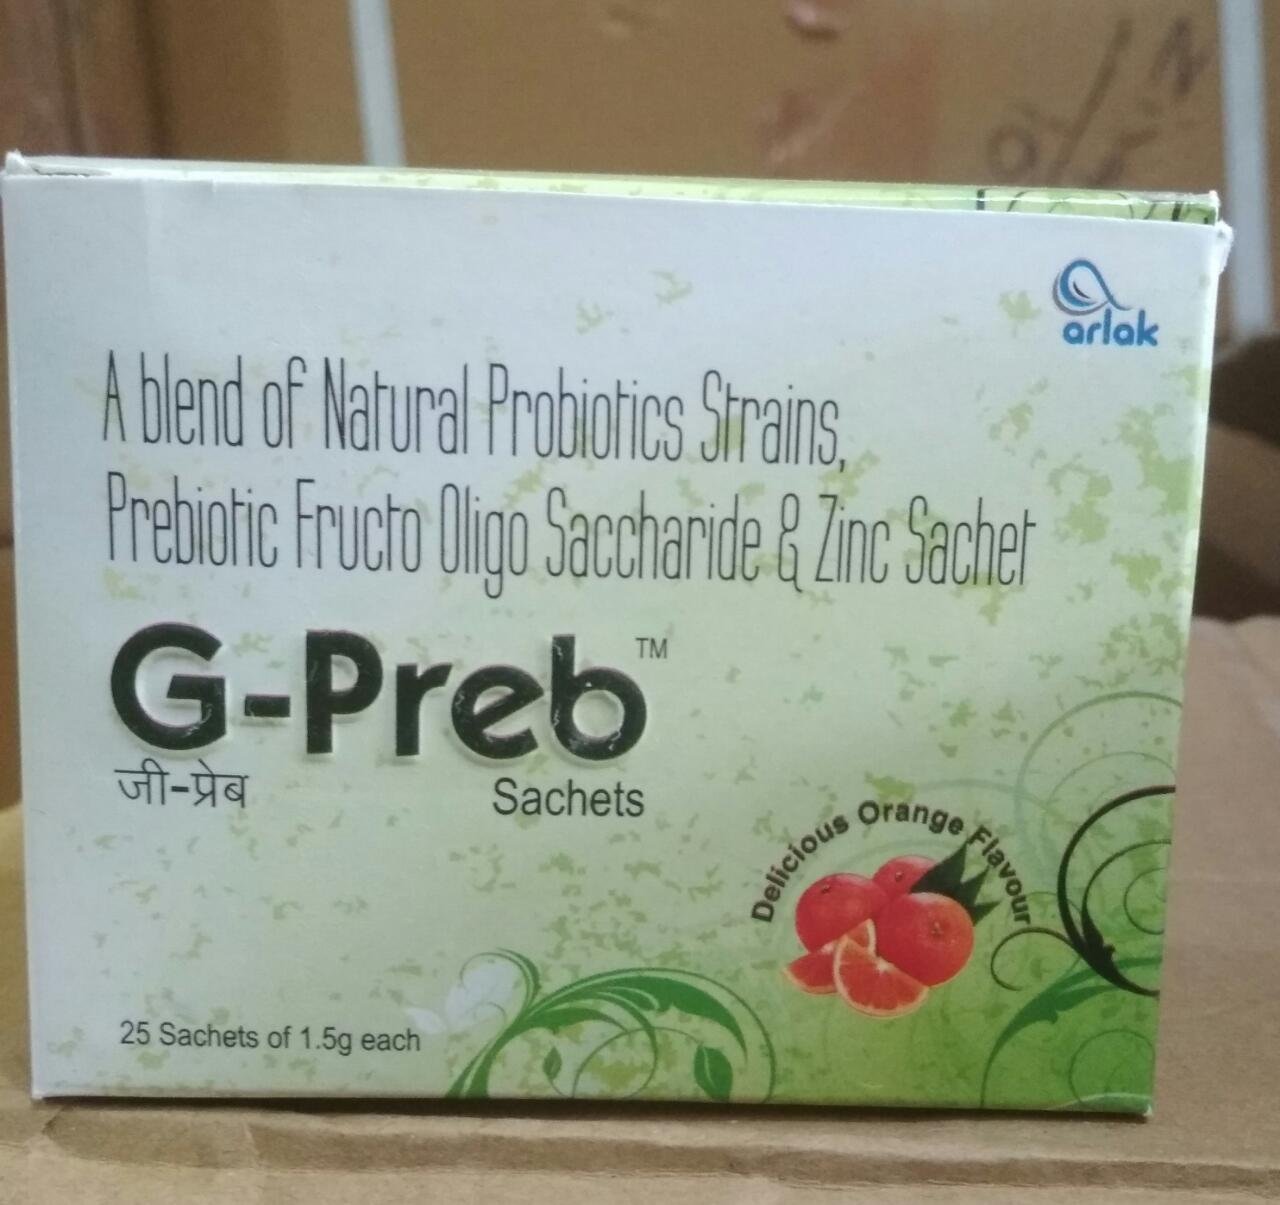 arlak
A blend of Natural Probiotics Strains,
Prebiotic Fructo Oligo Saccharide & Zinc Sachet
G-Preb™
जी-प्रेब
Sachets
Delicious Orange Flavour
25 Sachets of 1.5g each